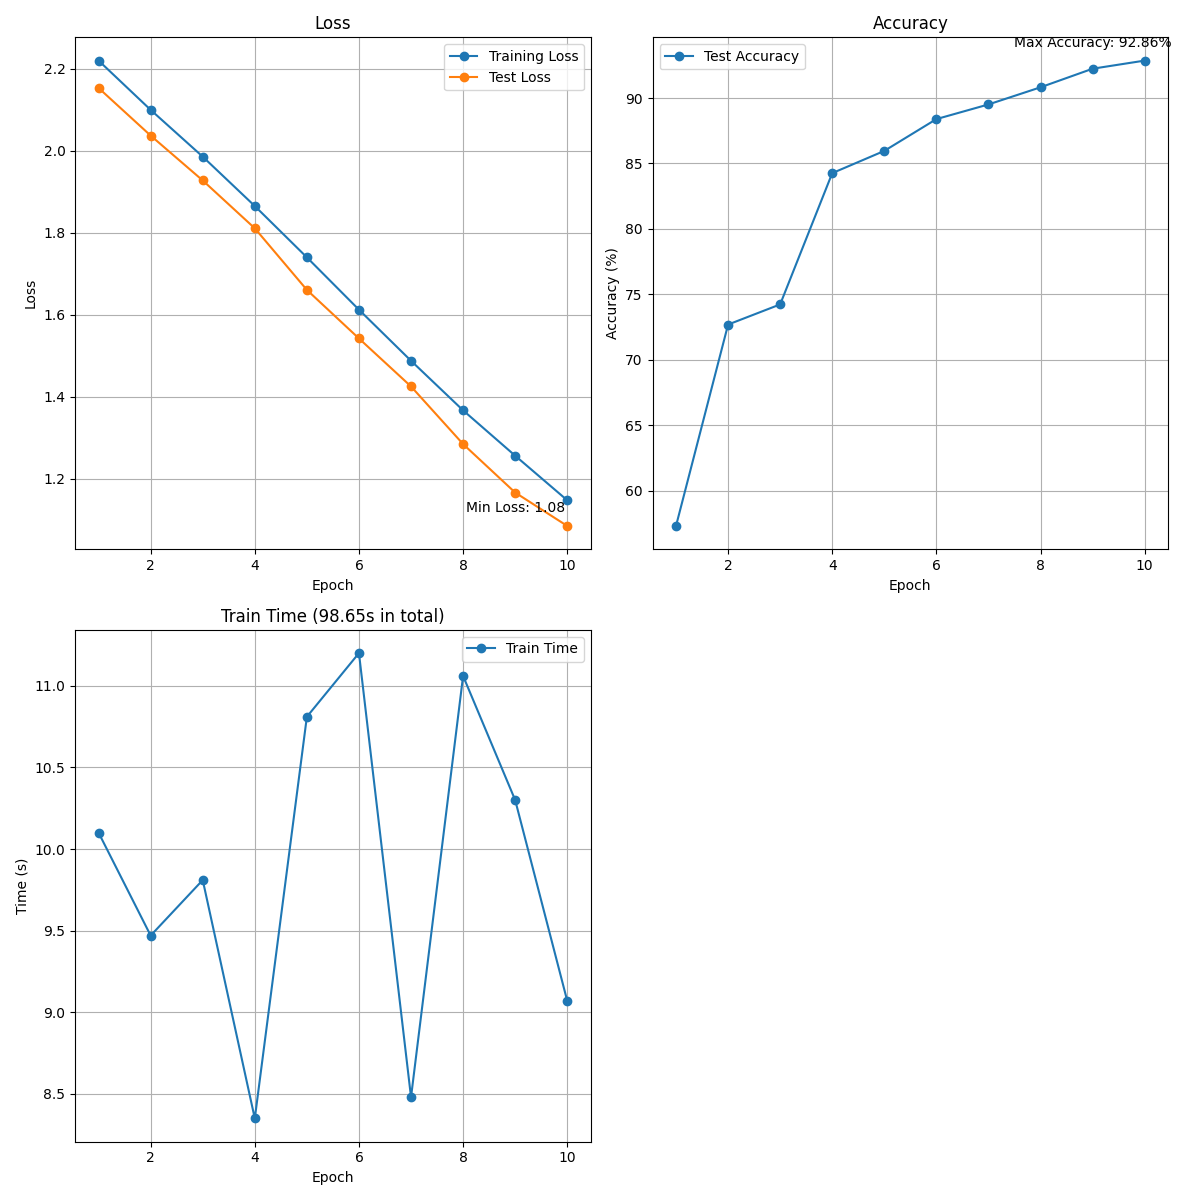 Loss
Training Loss
Test Loss
2.2
2.0
1.8
1.6
1.4
1.2
Loss
Min Loss: 1.08
2
4
6
8
10
Epoch
Accuracy
Max Accuracy: 92.86%
Test Accuracy
90
85
80
75
70
65
60
Accuracy (%)
2
4
6
8
10
Epoch
Train Time (98.65s in total)
Train Time
11.0
10.5
10.0
9.5
9.0
8.5
Time (s)
2
4
6
8
10
Epoch